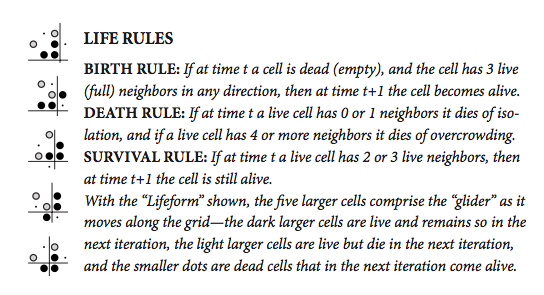 LIFE RULES
BIRTH RULE: If at time t a cell is dead (empty), and the cell has 3 live
(full) neighbors in any direction, then at time t+1 the cell becomes alive.
DEATH RULE: If at time t a live cell has 0 or 1 neighbors it dies of iso-
lation, and if a live cell has 4 or more neighbors it dies of overcrowding.
SURVIVAL RULE: If at time t a live cell has 2 or 3 live neighbors, then
at time t+1 the cell is still alive.
With the “Lifeform” shown, the five larger cells comprise the “glider” as it
moves along the grid—the dark larger cells are live and remains so in the
next iteration, the light larger cells are live but die in the next iteration,
and the smaller dots are dead cells that in the next iteration come alive.